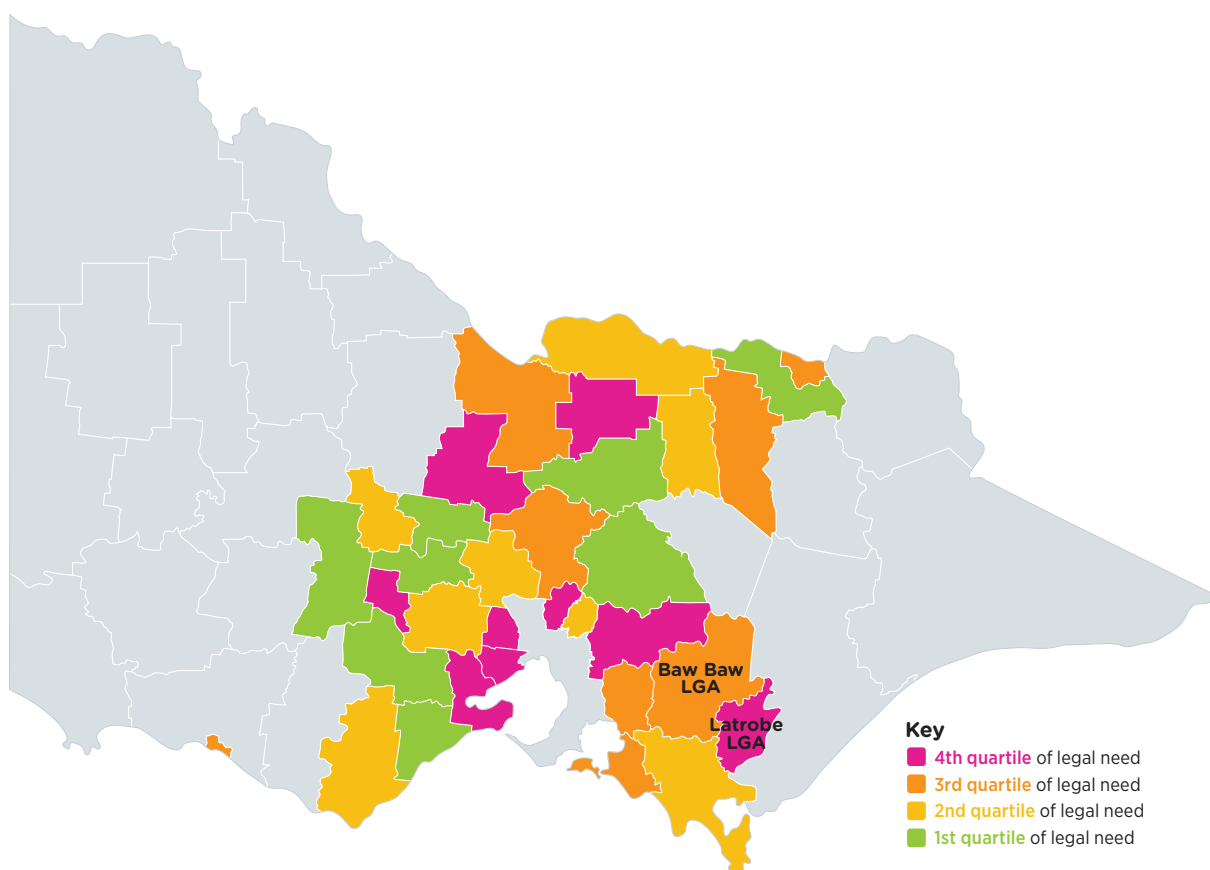 Baw Baw
LGA
Latrobe
LGA
Key
4th quartile of legal need
3rd quartile of legal need
2nd quartile of legal need
1st quartile of legal need